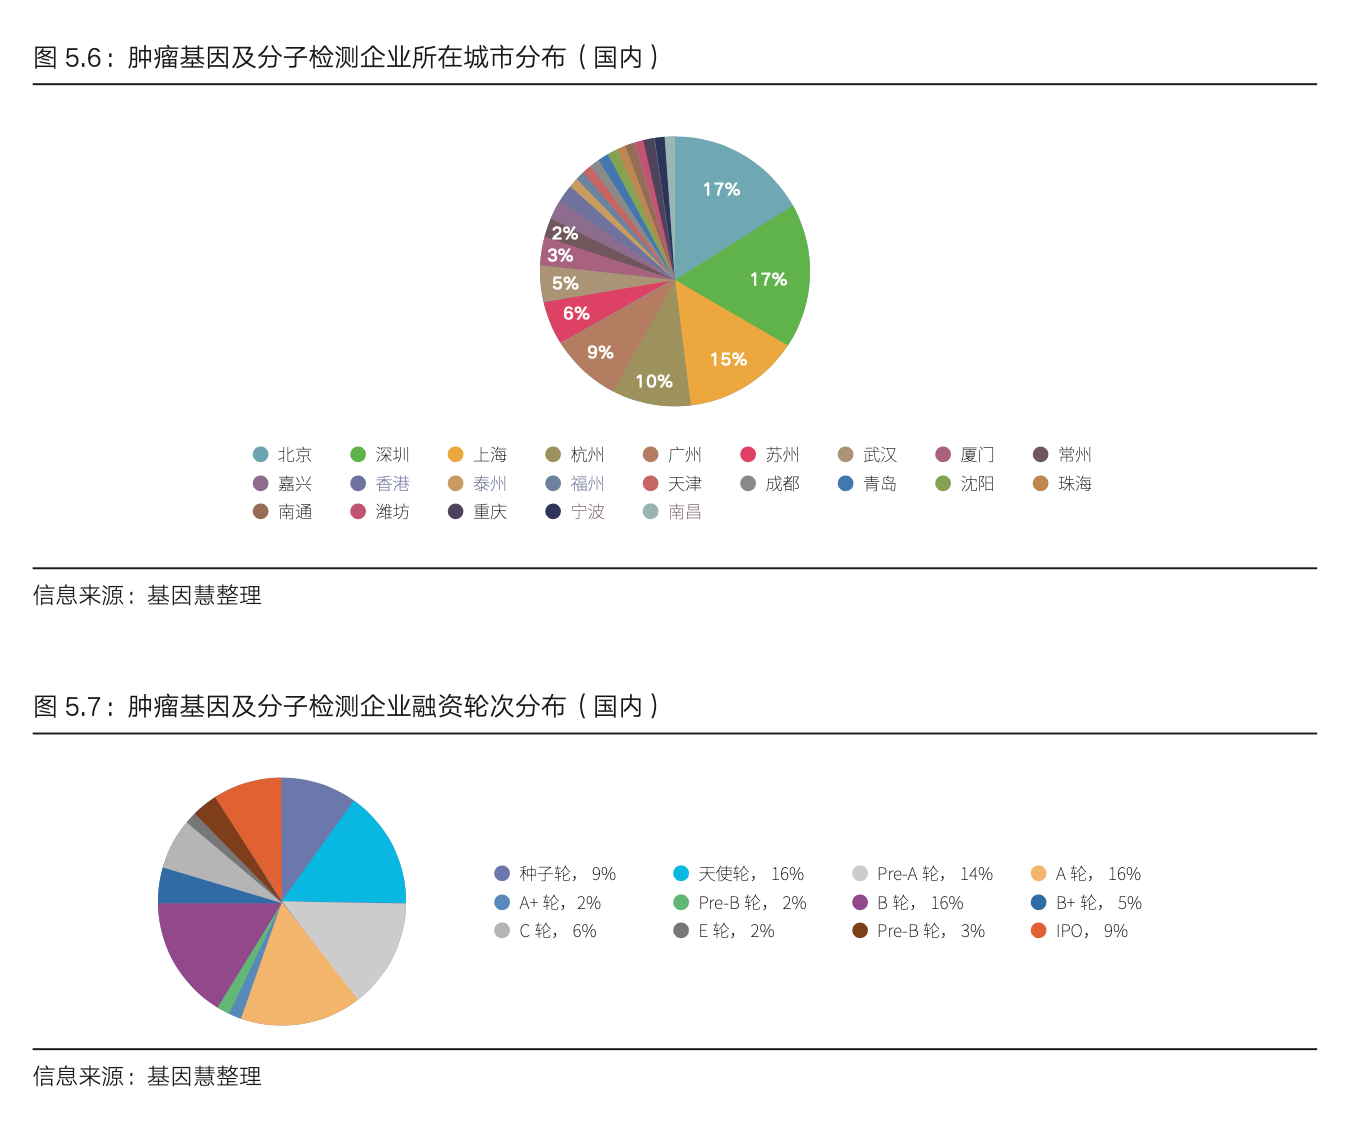 图 5.6：肿瘤基因及分子检测企业所在城市分布（国内）
17%
17%
15%
10%
9%
6%
5%
3%
2%
北京 深圳 上海 杭州 广州 苏州 武汉 厦门 常州
嘉兴 香港 泰州 福州 天津 成都 青岛 沈阳 珠海
南通 潍坊 重庆 宁波 南昌
信息来源：基因慧整理
图 5.7：肿瘤基因及分子检测企业融资轮次分布（国内）
种子轮， 9% 天使轮， 16% Pre-A 轮， 14% A 轮， 16%
A+ 轮，2% Pre-B 轮， 2% B 轮， 16% B+ 轮， 5%
C 轮， 6% E 轮， 2% Pre-B 轮， 3% IPO， 9%
信息来源：基因慧整理